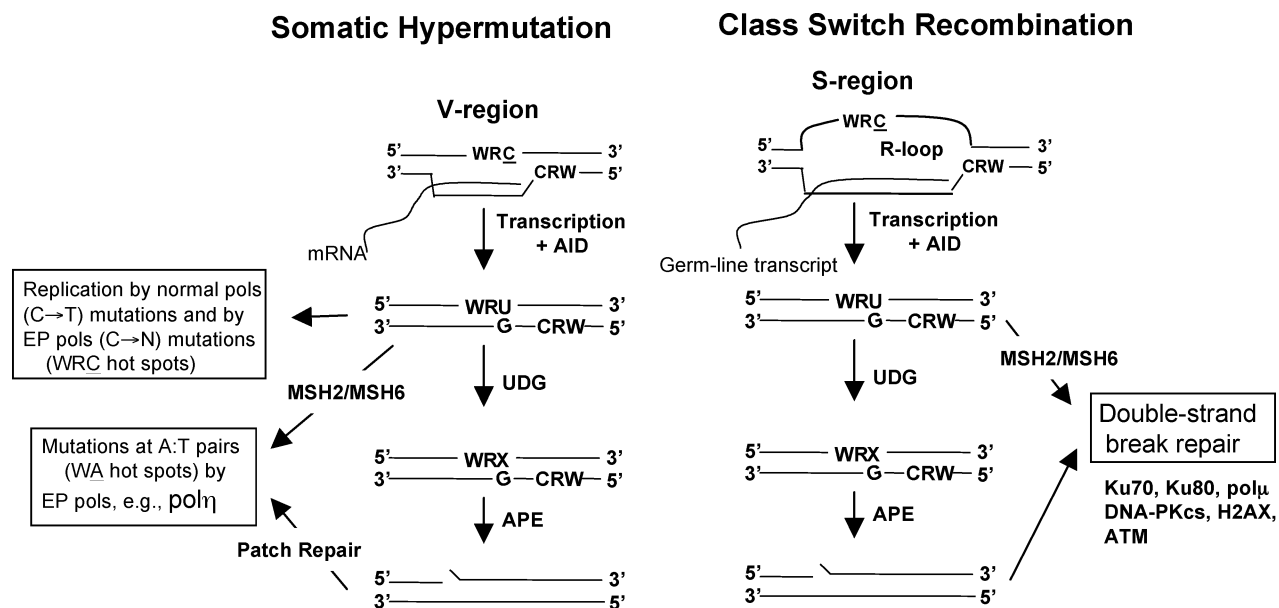 Somatic Hypermutation
V-region
5’ WRC 3’
3’ CRW 5’
mRNA
Transcription
+ AID
5’ WRU 3’
3’ G CRW 5’
Replication by normal pols
(C→T) mutations and by
EP pols (C→N) mutations
(WRC hot spots)
MSH2/MSH6
UDG
Mutations at A:T pairs
(WA hot spots) by
EP pols, e.g., polη
5’ WRX 3’
3’ G CRW 5’
APE
Patch Repair
5’ 3’
3’ 5’
Class Switch Recombination
S-region
WRC
5’ R-loop 3’
3’ CRW 5’
Transcription
+ AID
Germ-line transcript
5’ WRU 3’
3’ G CRW 5’
MSH2/MSH6
UDG
Double-strand
break repair
5’ WRX 3’
3’ G CRW 5’
Ku70, Ku80, polμ
DNA-PKcs, H2AX,
ATM
APE
5’ 3’
3’ 5’